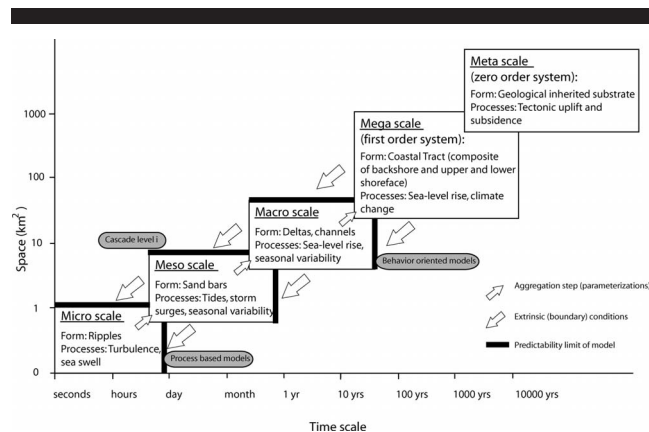 Meta scale
(zero order system):
Form: Geological inherited substrate
Processes: Tectonic uplift and
subsidence
Mega scale
(first order system):
Form: Coastal Tract (composite
of backshore and upper and lower
shoreface)
Processes: Sea-level rise, climate
change
Macro scale
Form: Deltas, channels
Processes: Sea-level rise,
seasonal variability
Cascade level i
Behavior oriented models
Meso scale
Form: Sand bars
Processes: Tides, storm
surges, seasonal variability
Micro scale
Form: Ripples
Processes: Turbulence,
sea swell
Process based models
Aggregation step (parameterizations)
Extrinsic (boundary) conditions
Predictability limit of model
Space (km²)
1000
100
10
1
0
seconds hours day month 1 yr 10 yrs 100 yrs 1000 yrs 10000 yrs
Time scale